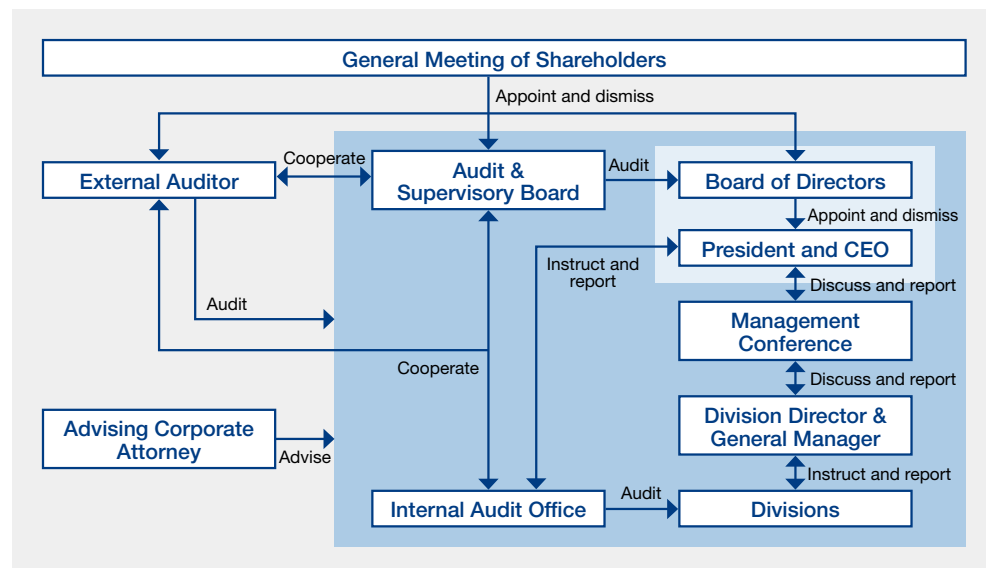 General Meeting of Shareholders
Appoint and dismiss
Cooperate
External Auditor
Audit &
Supervisory Board
Audit
Board of Directors
Appoint and dismiss
President and CEO
Instruct and
report
Discuss and report
Audit
Management
Conference
Cooperate
Discuss and report
Advising Corporate
Attorney
Advise
Division Director &
General Manager
Instruct and report
Internal Audit Office
Audit
Divisions